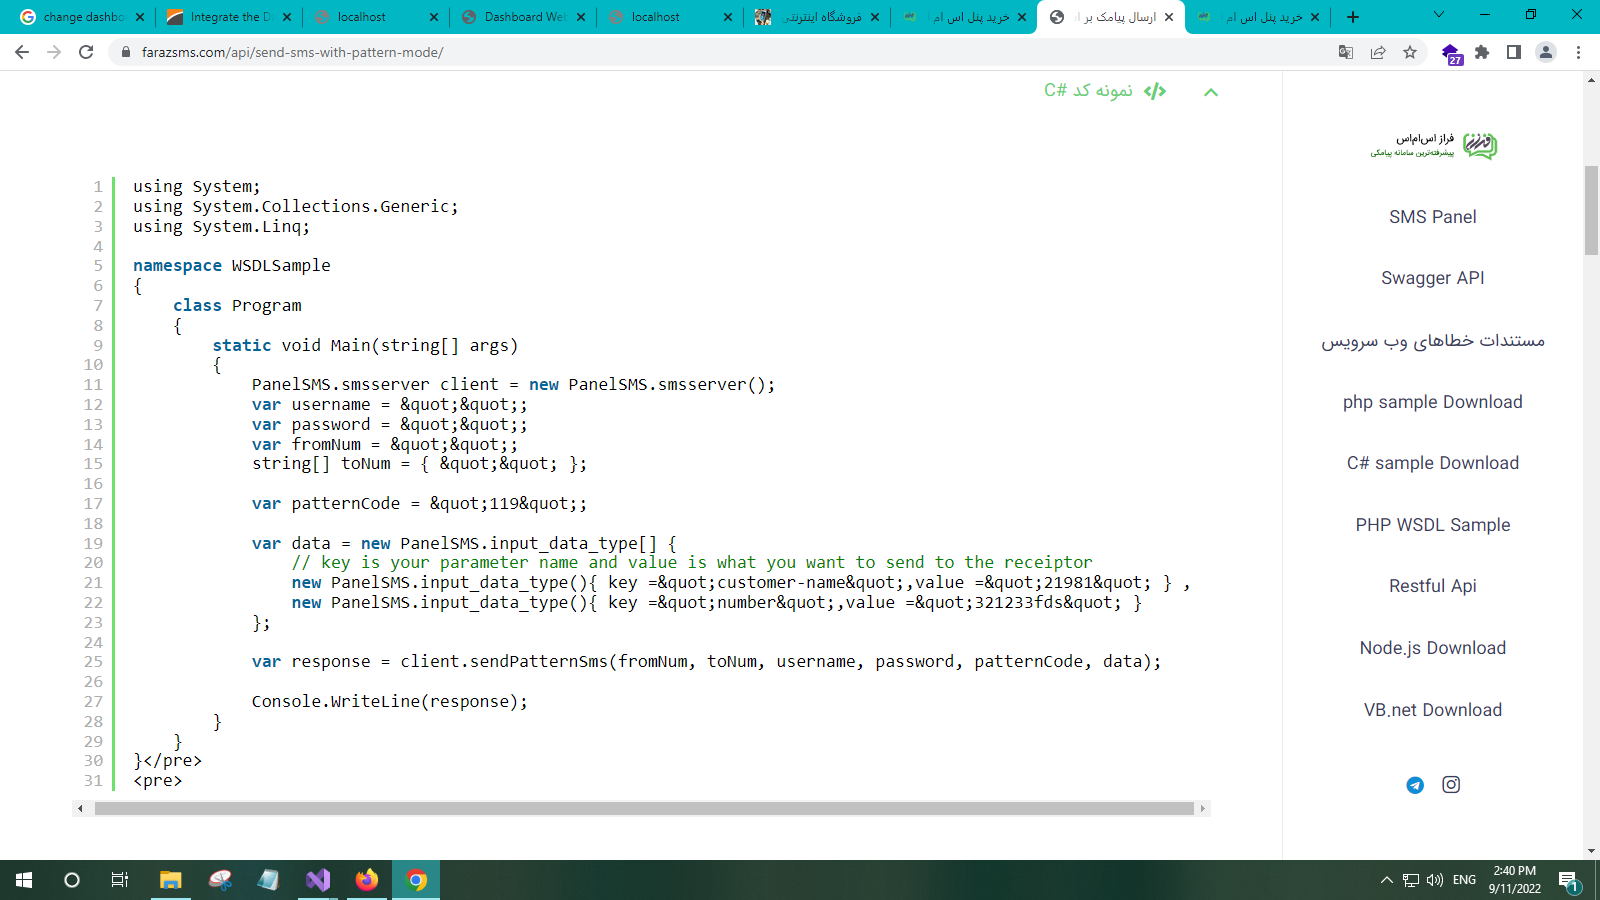 change dashbo
Integrate the Da
localhost
Dashboard Web
localhost
فروشگاه اینترنتی
خرید پنل اس ام
ارسال پیامک بر
خرید پنل اس ام
farazsms.com/api/send-sms-with-pattern-mode/
27
نمونه کد C#
1 using System;
2 using System.Collections.Generic;
3 using System.Linq;
4
5 namespace WSDLSample
6 {
7 class Program
8 {
9 static void Main(string[] args)
10 {
11 PanelSMS.smsserver client = new PanelSMS.smsserver();
12 var username = &quot;&quot;;
13 var password = &quot;&quot;;
14 var fromNum = &quot;&quot;;
15 string[] toNum = { &quot;&quot; };
16
17 var patternCode = &quot;119&quot;;
18
19 var data = new PanelSMS.input_data_type[] {
20 // key is your parameter name and value is what you want to send to the receiptor
21 new PanelSMS.input_data_type(){ key =&quot;customer-name&quot;,value =&quot;21981&quot; } ,
22 new PanelSMS.input_data_type(){ key =&quot;number&quot;,value =&quot;321233fds&quot; }
23 };
24
25 var response = client.sendPatternSms(fromNum, toNum, username, password, patternCode, data);
26
27 Console.WriteLine(response);
28 }
29 }
30 }</pre>
31 <pre>
فراز اس‌ام‌اس
پیشرفته‌ترین سامانه پیامکی
SMS Panel
Swagger API
مستندات خطاهای وب سرویس
php sample Download
C# sample Download
PHP WSDL Sample
Restful Api
Node.js Download
VB.net Download
ENG
2:40 PM
9/11/2022
1